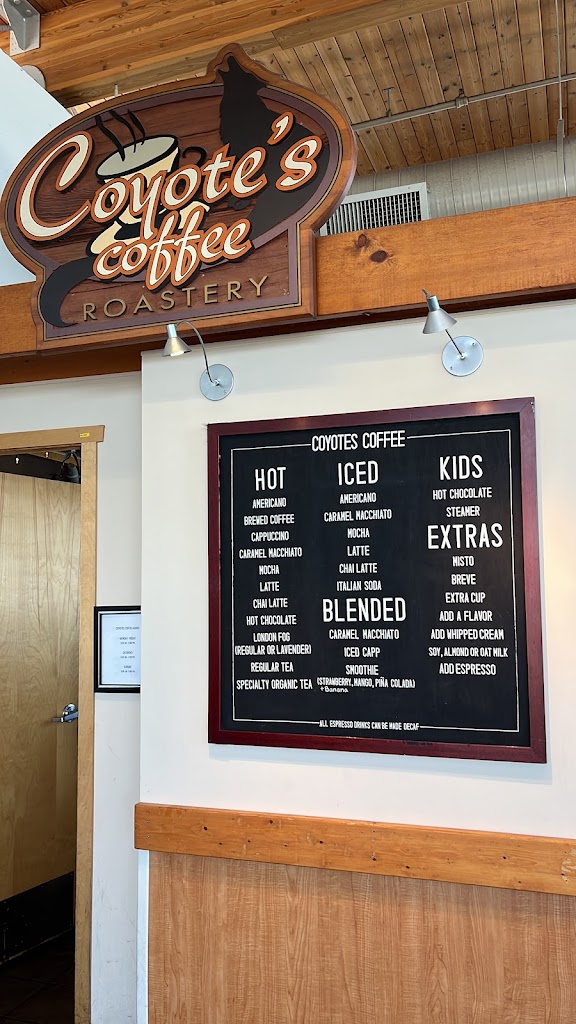 Coyote's
coffee
ROASTERY
COYOTES COFFEE
HOT
AMERICANO
BREWED COFFEE
CAPPUCCINO
CARAMEL MACCHIATO
MOCHA
LATTE
CHAI LATTE
HOT CHOCOLATE
LONDON FOG
(REGULAR OR LAVENDER)
REGULAR TEA
SPECIALTY ORGANIC TEA
ICED
AMERICANO
CARAMEL MACCHIATO
MOCHA
LATTE
CHAI LATTE
ITALIAN SODA
BLENDED
CARAMEL MACCHIATO
ICED CAPP
SMOOTHIE
(STRAWBERRY, MANGO, PIÑA COLADA)
+ Banana
KIDS
HOT CHOCOLATE
STEAMER
EXTRAS
MISTO
BREVE
EXTRA CUP
ADD A FLAVOR
ADD WHIPPED CREAM
SOY, ALMOND OR OAT MILK
ADD ESPRESSO
ALL ESPRESSO DRINKS CAN BE MADE DECAF